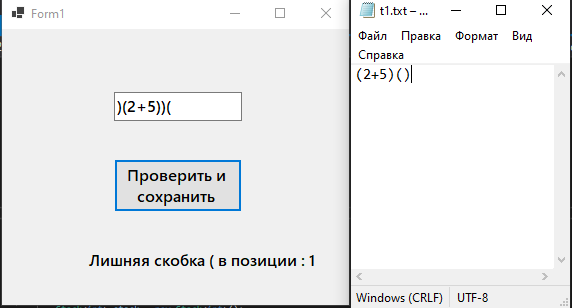 Form1
)(2+5))(
Проверить и
сохранить
Лишняя скобка ( в позиции : 1
t1.txt – ...
Файл Правка Формат Вид
Справка
(2+5)()
Windows (CRLF) UTF-8